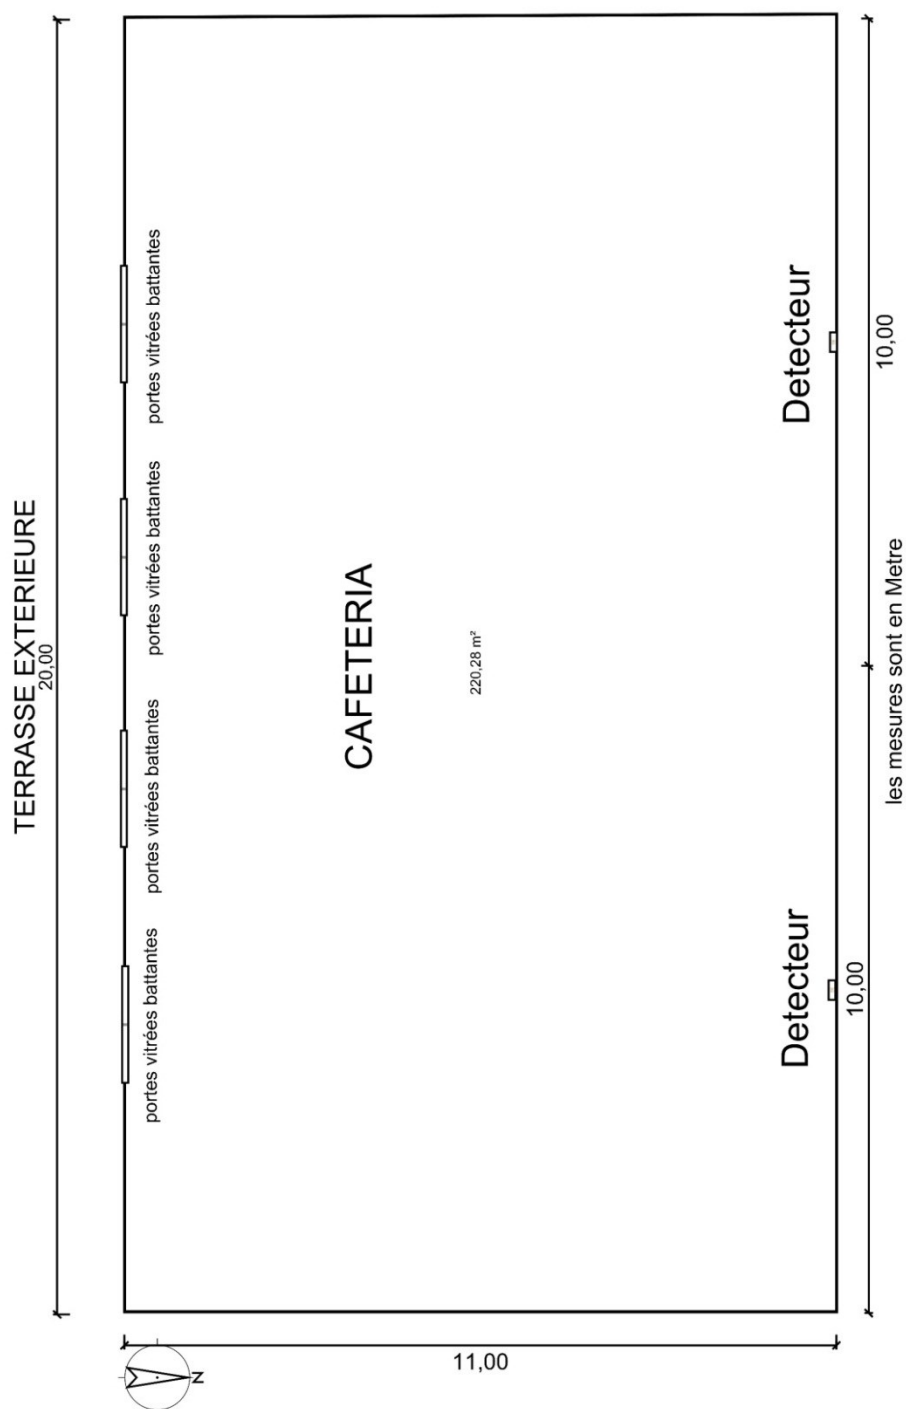 TERRASSE EXTERIEURE
20,00
portes vitrées battantes
portes vitrées battantes
portes vitrées battantes
portes vitrées battantes
CAFETERIA
220,28 m²
Detecteur
Detecteur
10,00
10,00
les mesures sont en Metre
11,00
N